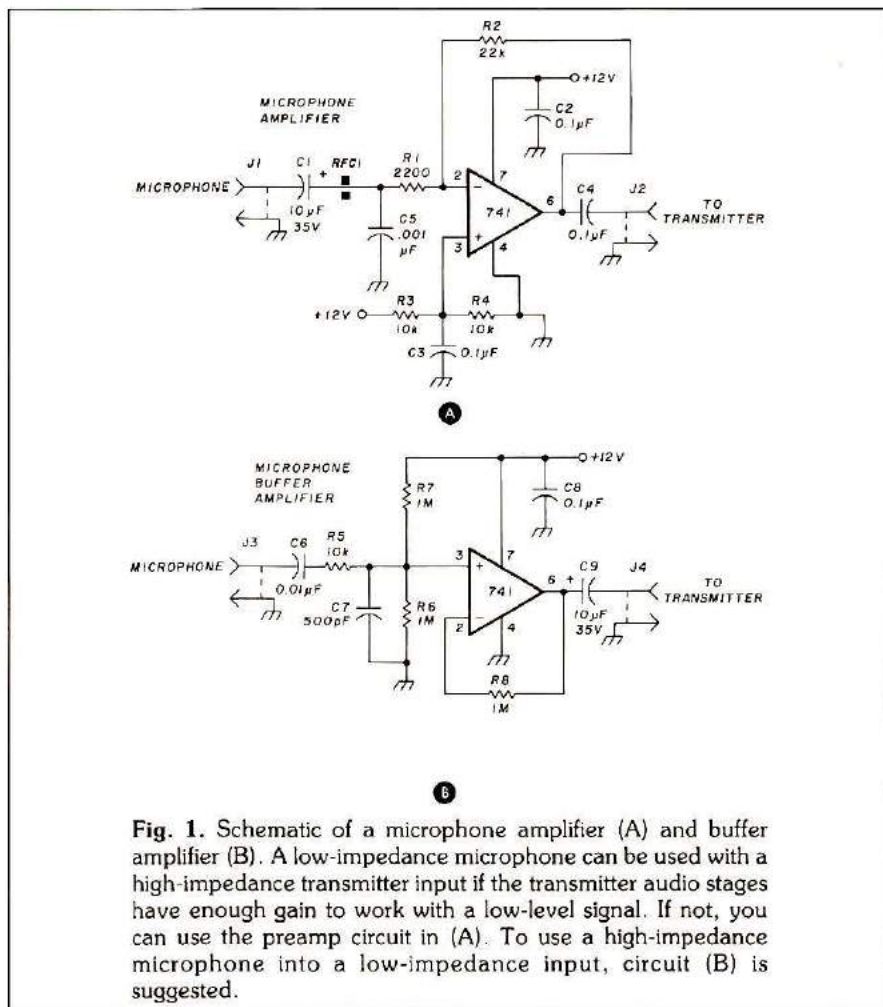 R2
22k
+12V
MICROPHONE
AMPLIFIER
C2
0.1µF
J1
C1
+
RFC1
R1
2200
2
7
-
MICROPHONE
10µF
35V
C5
.001
µF
741
6
C4
0.1µF
J2
TO
TRANSMITTER
3
+
4
+12V
R3
10k
R4
10k
C3
0.1µF
A
MICROPHONE
BUFFER
AMPLIFIER
+12V
R7
1M
C8
0.1µF
J3
C6
R5
10k
3
+
7
MICROPHONE
0.01µF
C7
500pF
R6
1M
741
6
+
C9
10µF
35V
J4
TO
TRANSMITTER
2
-
4
R8
1M
B
Fig. 1. Schematic of a microphone amplifier (A) and buffer
amplifier (B). A low-impedance microphone can be used with a
high-impedance transmitter input if the transmitter audio stages
have enough gain to work with a low-level signal. If not, you
can use the preamp circuit in (A). To use a high-impedance
microphone into a low-impedance input, circuit (B) is
suggested.